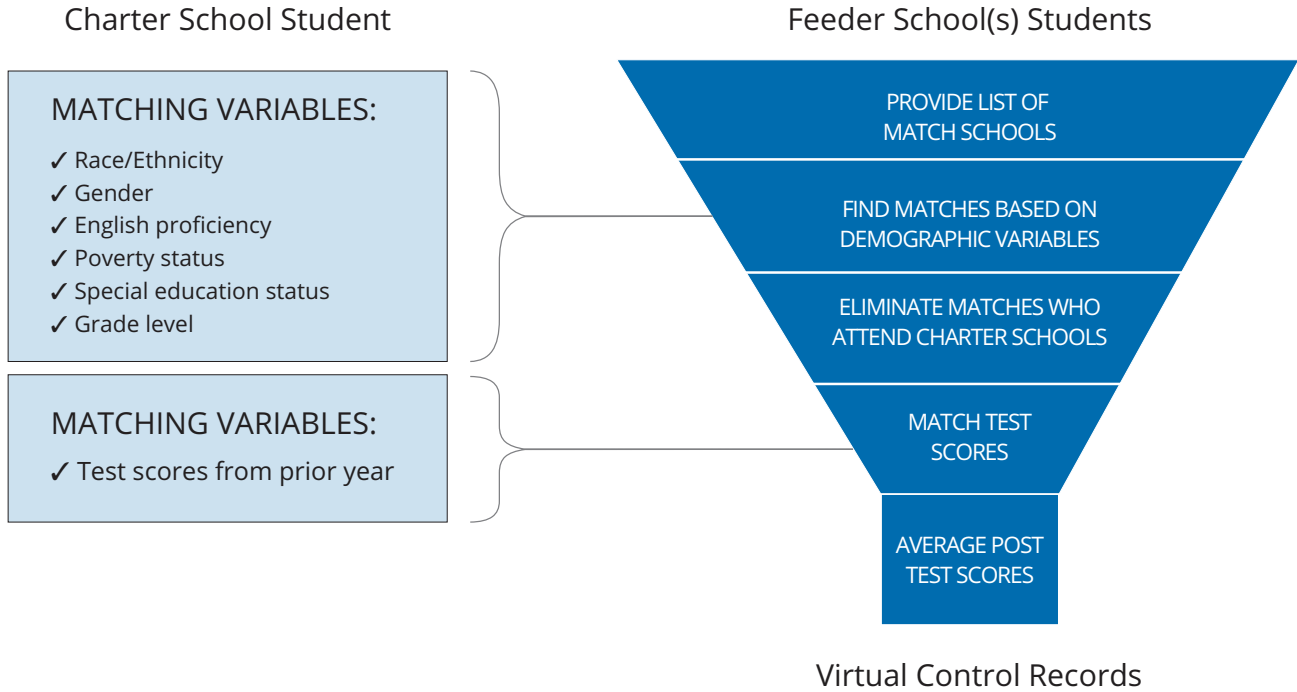 Charter School Student
MATCHING VARIABLES:
✓ Race/Ethnicity
✓ Gender
✓ English proficiency
✓ Poverty status
✓ Special education status
✓ Grade level
MATCHING VARIABLES:
✓ Test scores from prior year
Feeder School(s) Students
PROVIDE LIST OF
MATCH SCHOOLS
FIND MATCHES BASED ON
DEMOGRAPHIC VARIABLES
ELIMINATE MATCHES WHO
ATTEND CHARTER SCHOOLS
MATCH TEST
SCORES
AVERAGE POST
TEST SCORES
Virtual Control Records